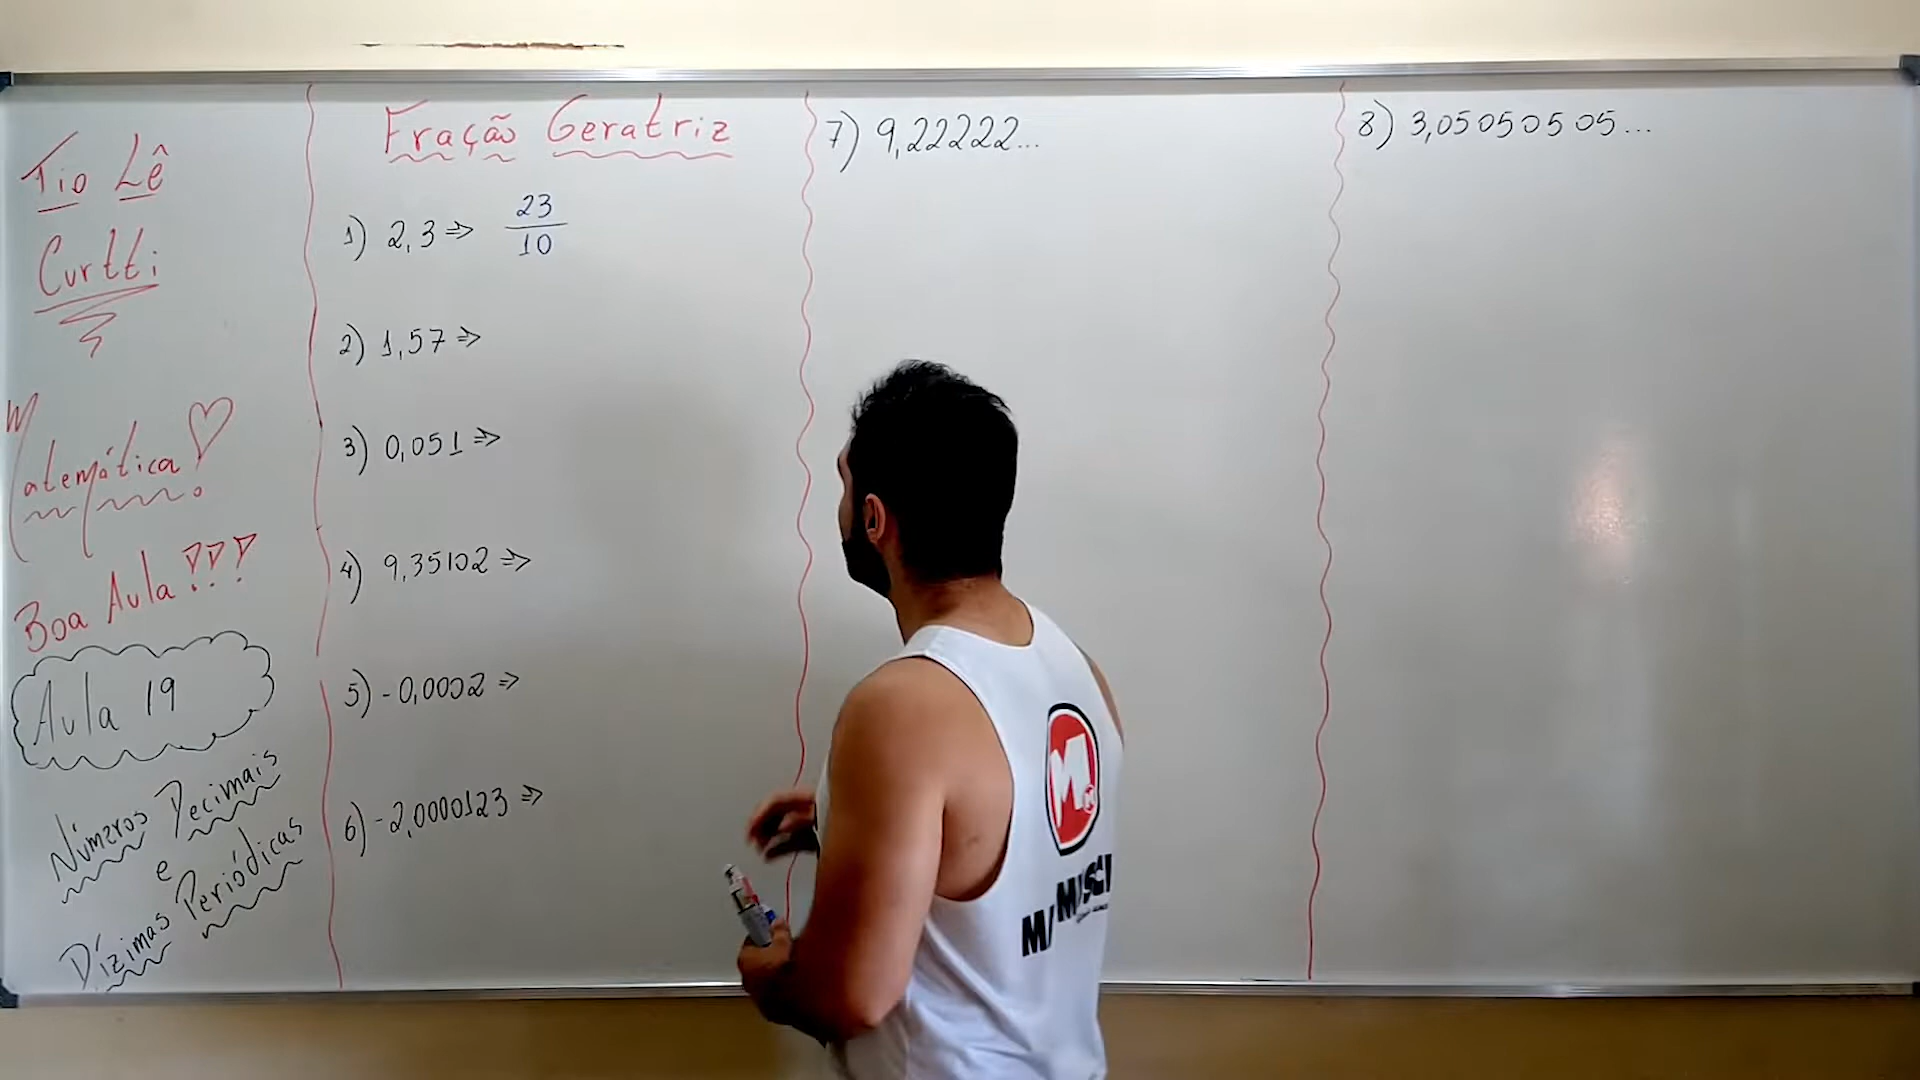 Tio Lê
Curtti
Matemática
Boa Aula !!!
Aula 19
Números Decimais
e
Dízimas Periódicas
Fração Geratriz
1) 2,3 ⇒ 23/10
2) 1,57 ⇒
3) 0,051 ⇒
4) 9,35102 ⇒
5) -0,0002 ⇒
6) -2,0000123 ⇒
7) 9,22222...
8) 3,05050505...
M